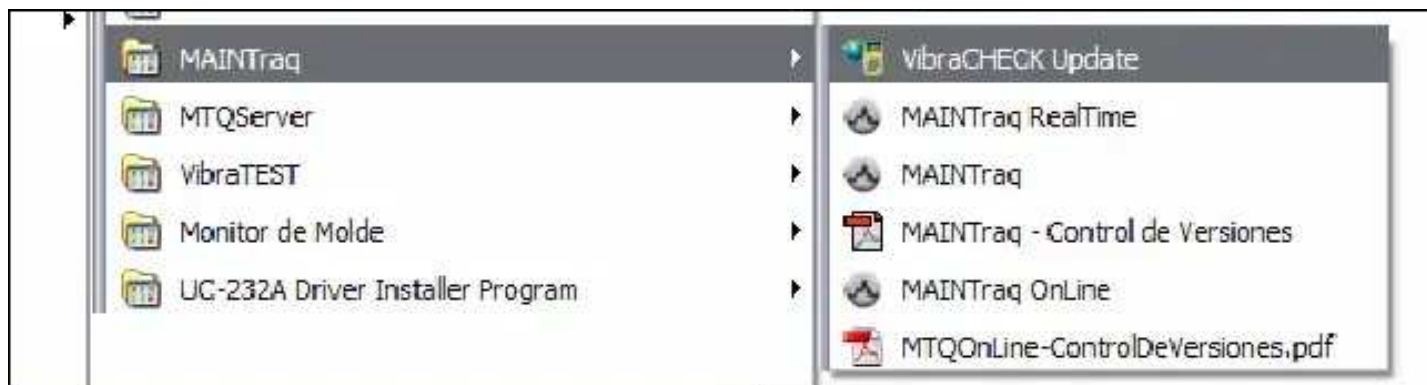 MAINTraq
MTQServer
VibraTEST
Monitor de Molde
UC-232A Driver Installer Program
VibraCHECK Update
MAINTraq RealTime
MAINTraq
MAINTraq - Control de Versiones
MAINTraq OnLine
MTQOnLine-ControlDeVersiones.pdf